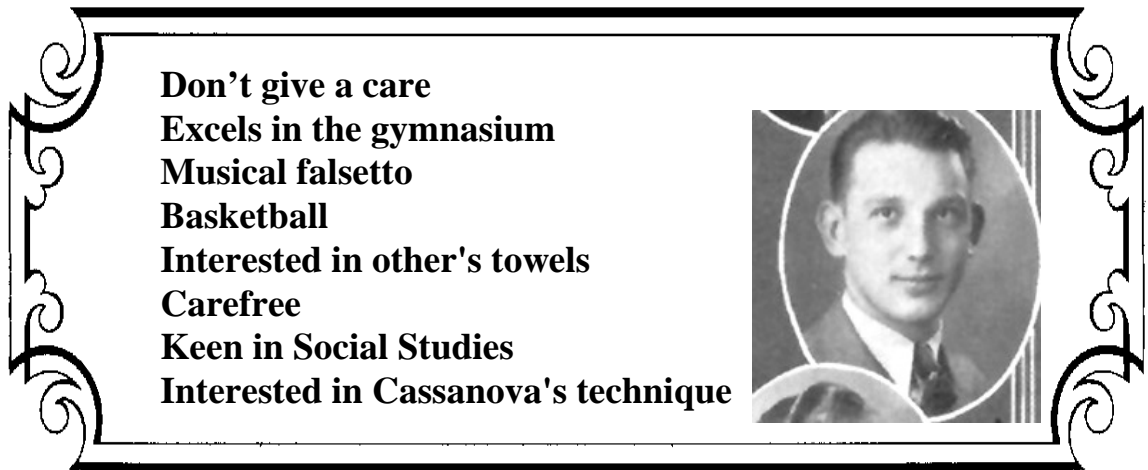 Don’t give a care
Excels in the gymnasium
Musical falsetto
Basketball
Interested in other's towels
Carefree
Keen in Social Studies
Interested in Cassanova's technique